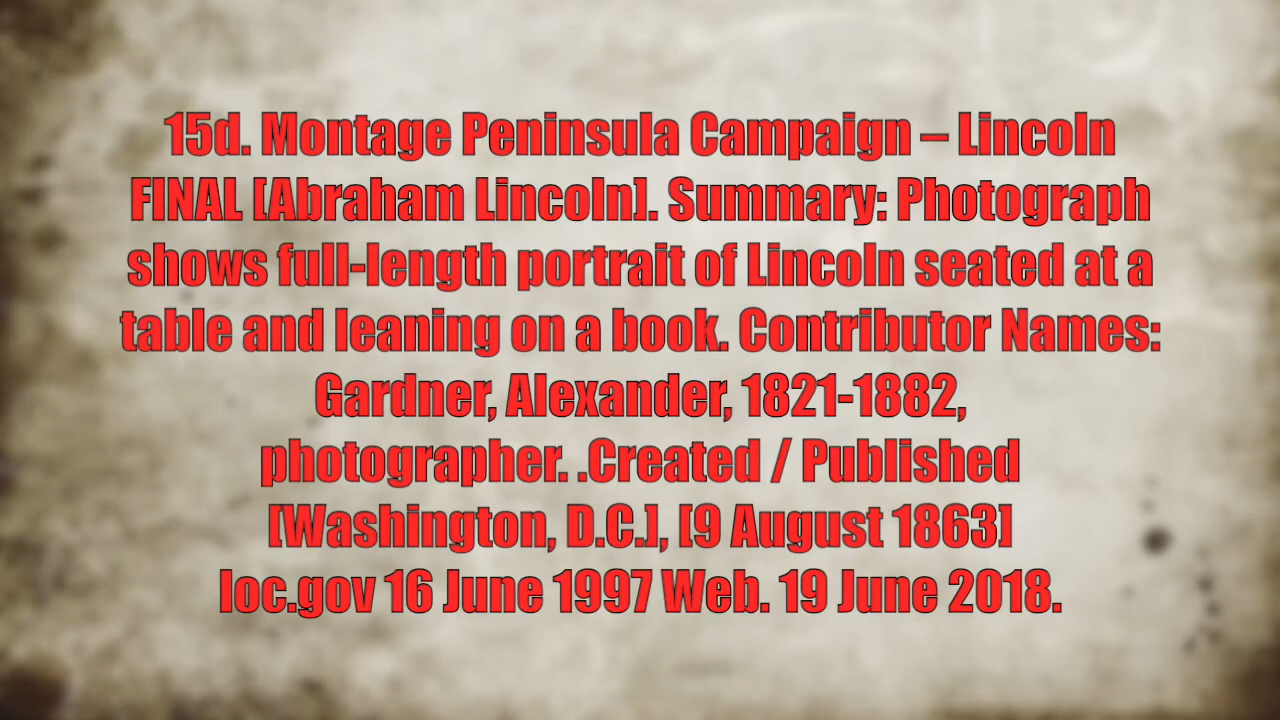 15d. Montage Peninsula Campaign – Lincoln
FINAL [Abraham Lincoln]. Summary: Photograph
shows full-length portrait of Lincoln seated at a
table and leaning on a book. Contributor Names:
Gardner, Alexander, 1821-1882,
photographer. .Created / Published
[Washington, D.C.], [9 August 1863]
loc.gov 16 June 1997 Web. 19 June 2018.